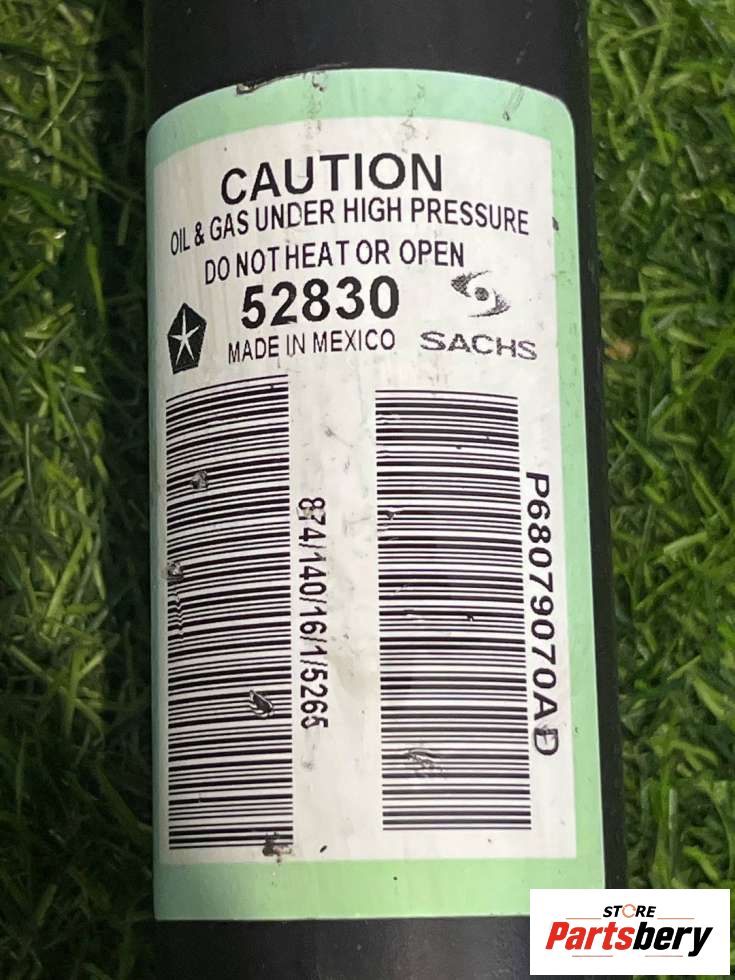 CAUTION
OIL & GAS UNDER HIGH PRESSURE
DO NOT HEAT OR OPEN
52830
MADE IN MEXICO
SACHS
874/140/16/1/5265
P68079070AD
STORE
Partsbery